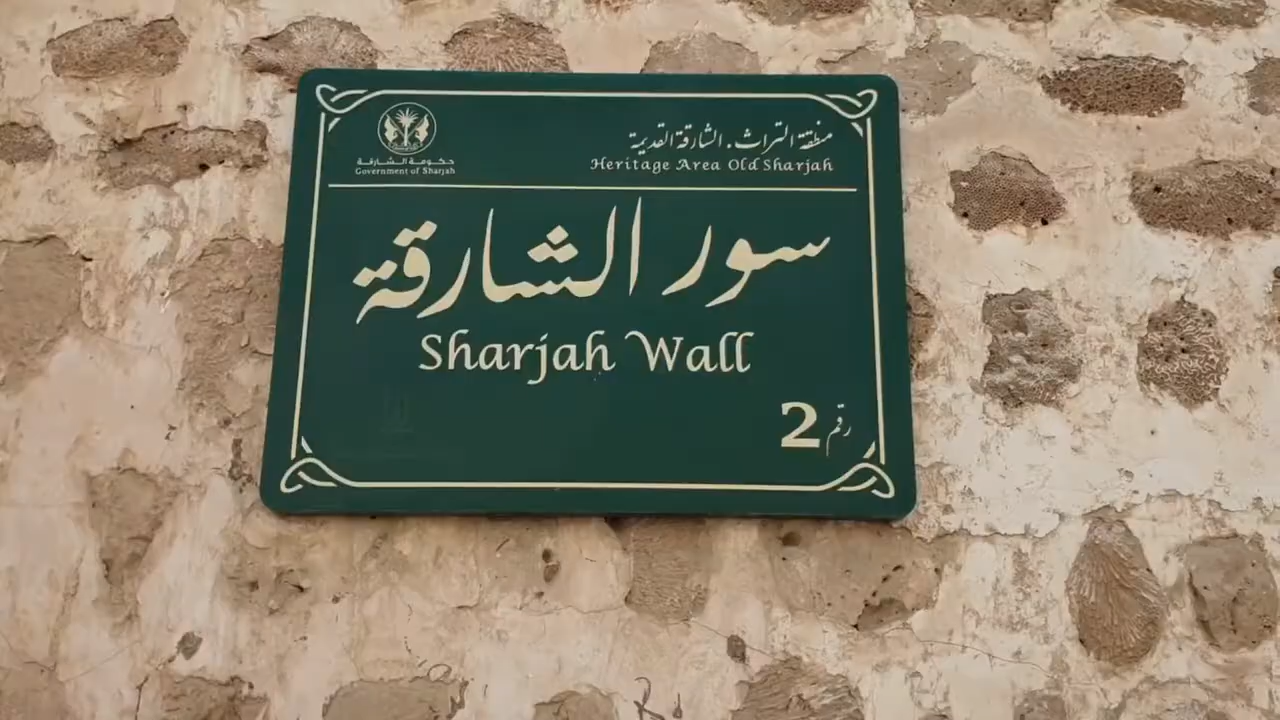 حكومة الشارقة
Government of Sharjah
منطقة التراث . الشارقة القديمة
Heritage Area Old Sharjah
سور الشارقة
Sharjah Wall
رقم 2